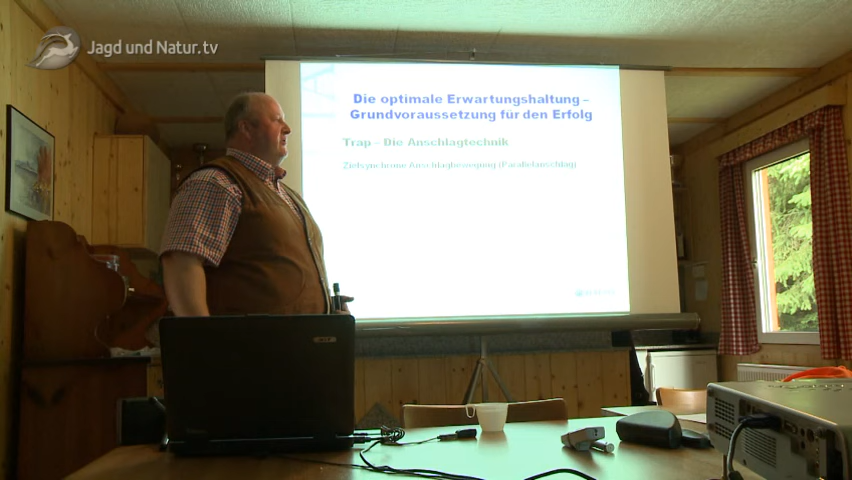 Jagd und Natur.tv
Die optimale Erwartungshaltung –
Grundvoraussetzung für den Erfolg
Trap – Die Anschlagtechnik
Zielsynchrone Anschlagbewegung (Parallelanschlag)
acer